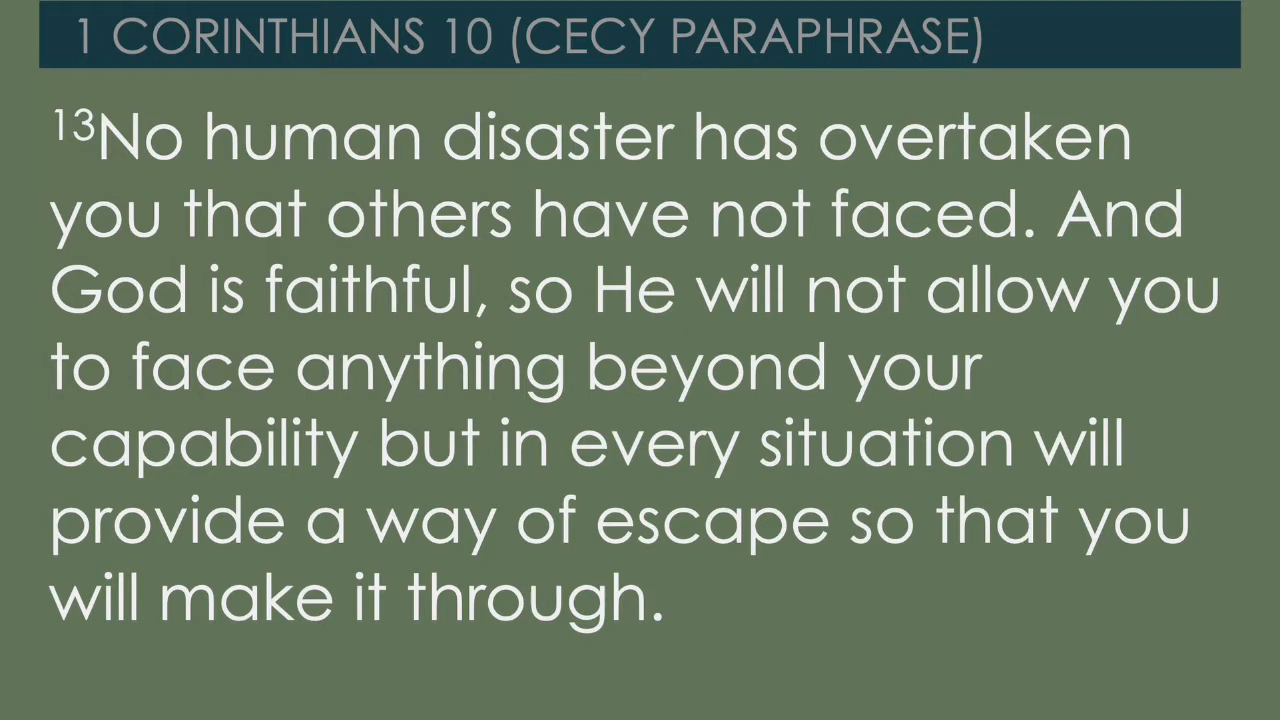 1 CORINTHIANS 10 (CECY PARAPHRASE)
13No human disaster has overtaken
you that others have not faced. And
God is faithful, so He will not allow you
to face anything beyond your
capability but in every situation will
provide a way of escape so that you
will make it through.